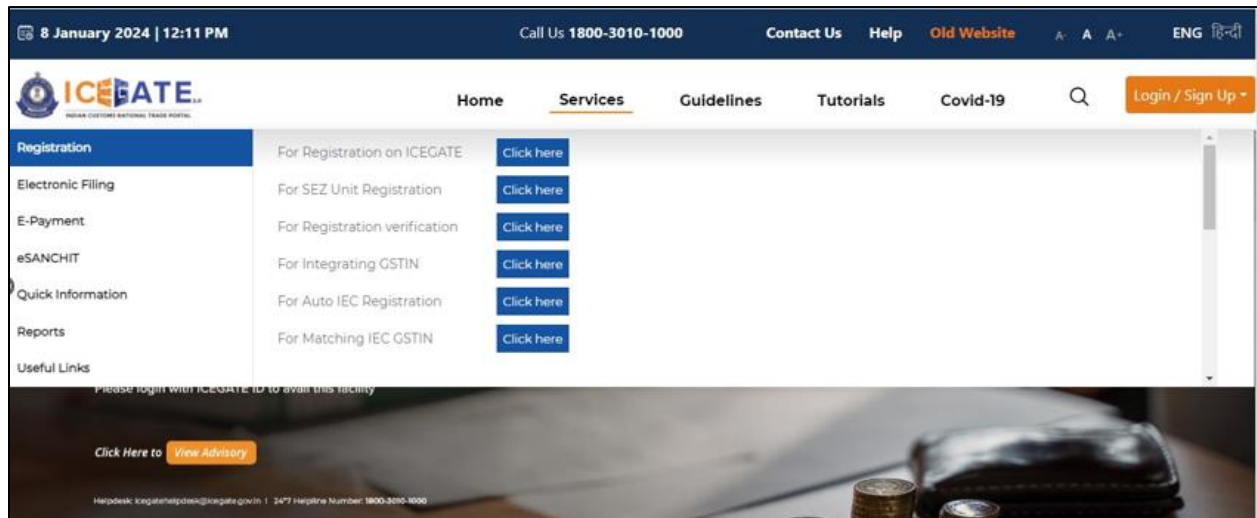 8 January 2024 | 12:11 PM
Call Us 1800-3010-1000
Contact Us Help Old Website A- A A+ ENG हिन्दी
ICEGATE
INDIAN CUSTOMS NATIONAL TRADE PORTAL
Home Services Guidelines Tutorials Covid-19 Login / Sign Up
Registration
Electronic Filing
E-Payment
eSANCHIT
Quick Information
Reports
Useful Links
For Registration on ICEGATE Click here
For SEZ Unit Registration Click here
For Registration verification Click here
For Integrating GSTIN Click here
For Auto IEC Registration Click here
For Matching IEC GSTIN Click here
Please login with ICEGATE ID to avail this facility
Click Here to View Advisory
Helpdesk: icegatehelpdesk@icegate.gov.in | 24*7 Helpline Number: 1800-3010-1000